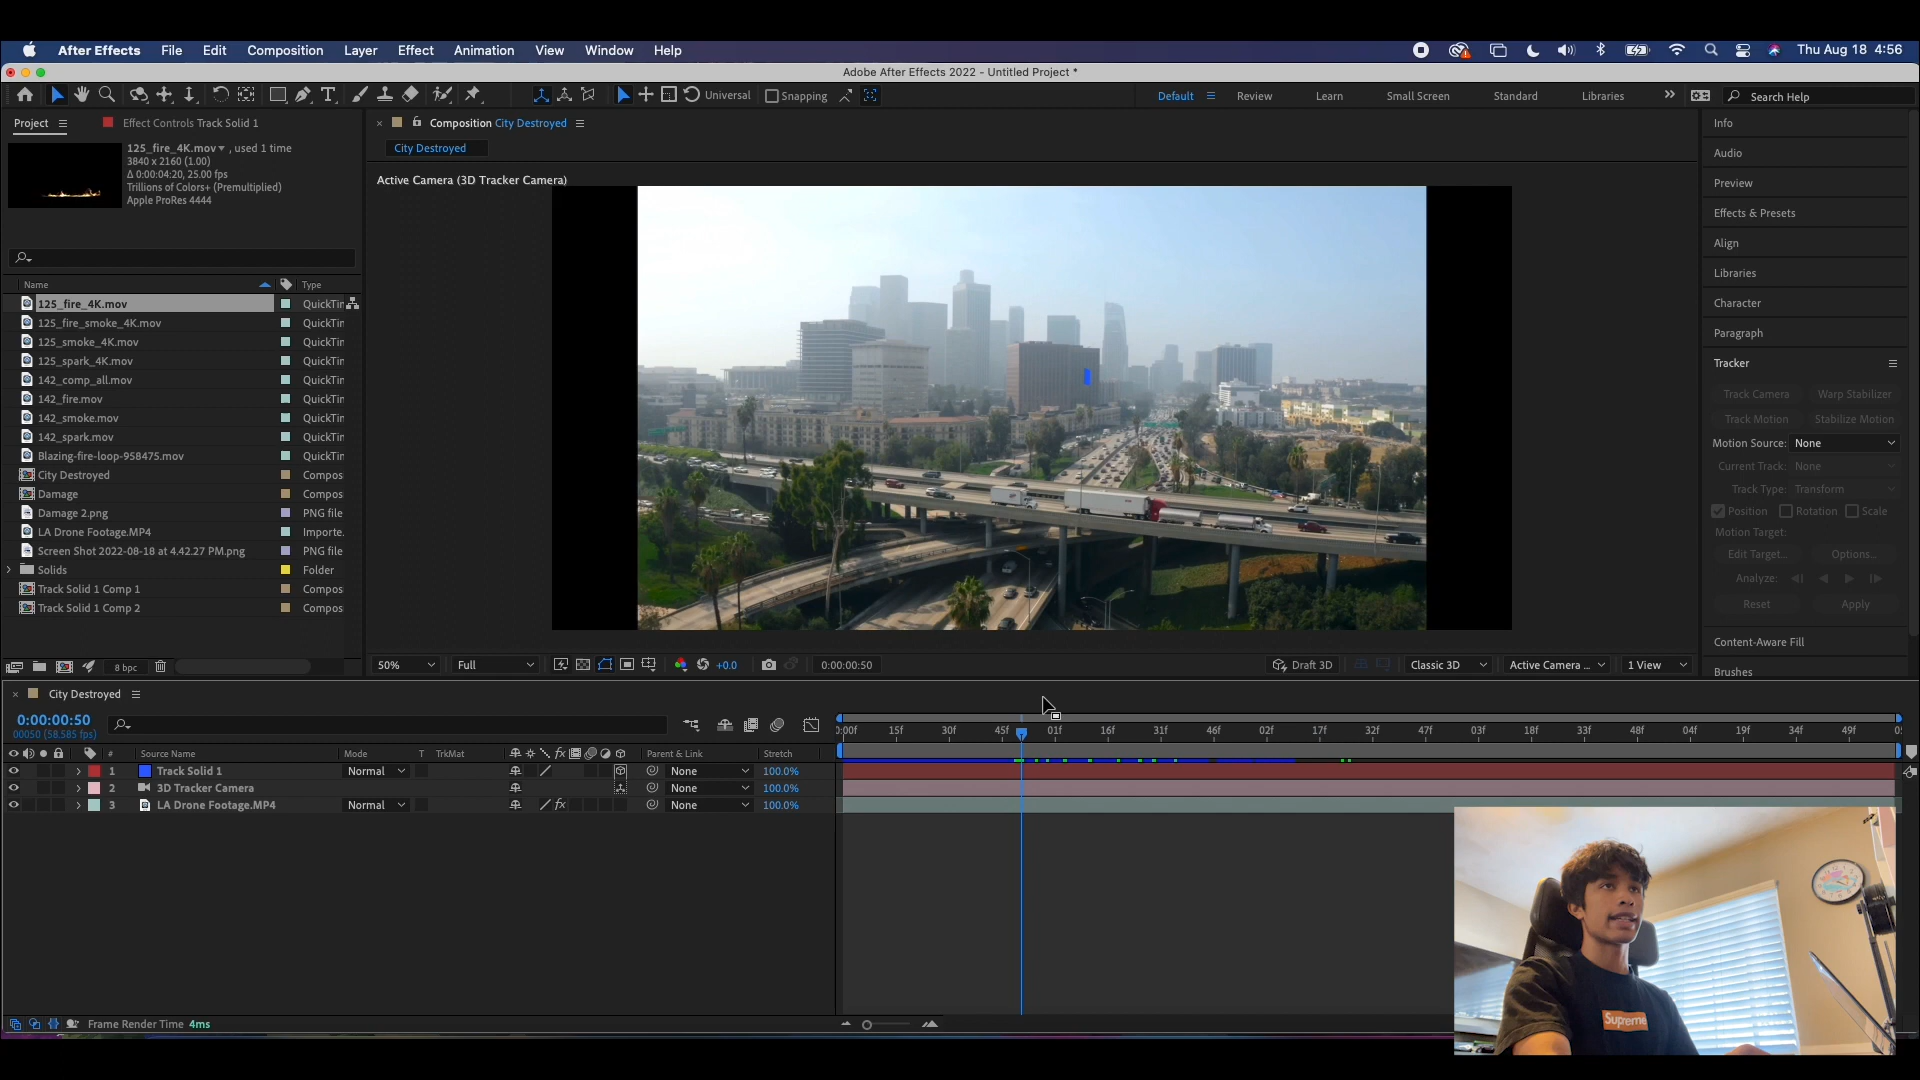 After Effects File Edit Composition Layer Effect Animation View Window Help
Thu Aug 18 4:56
Adobe After Effects 2022 - Untitled Project *
Universal Snapping
Default Review Learn Small Screen Standard Libraries Search Help
Project Effect Controls Track Solid 1
Composition City Destroyed
City Destroyed
125_fire_4K.mov , used 1 time
3840 x 2160 (1.00)
Δ 0:00:04:20, 25.00 fps
Trillions of Colors+ (Premultiplied)
Apple ProRes 4444
Active Camera (3D Tracker Camera)
Name Type
125_fire_4K.mov QuickTin
125_fire_smoke_4K.mov QuickTin
125_smoke_4K.mov QuickTin
125_spark_4K.mov QuickTin
142_comp_all.mov QuickTin
142_fire.mov QuickTin
142_smoke.mov QuickTin
142_spark.mov QuickTin
Blazing-fire-loop-958475.mov QuickTin
City Destroyed Compos
Damage Compos
Damage 2.png PNG file
LA Drone Footage.MP4 Importe.
Screen Shot 2022-08-18 at 4.42.27 PM.png PNG file
Solids Folder
Track Solid 1 Comp 1 Compos
Track Solid 1 Comp 2 Compos
8 bpc
50% Full +0.0 0:00:00:50 Draft 3D Classic 3D Active Camera ... 1 View
Info
Audio
Preview
Effects & Presets
Align
Libraries
Character
Paragraph
Tracker
Track Camera Warp Stabilizer
Track Motion Stabilize Motion
Motion Source: None
Current Track: None
Track Type: Transform
Position Rotation Scale
Motion Target:
Edit Target... Options...
Analyze:
Reset Apply
Content-Aware Fill
Brushes
City Destroyed
0:00:00:50
00050 (58.585 fps)
:00f 15f 30f 45f 01f 16f 31f 46f 02f 17f 32f 47f 03f 18f 33f 48f 04f 19f 34f 49f 0
# Source Name Mode T TrkMat fx Parent & Link Stretch
1 Track Solid 1 Normal None 100.0%
2 3D Tracker Camera None 100.0%
3 LA Drone Footage.MP4 Normal fx None 100.0%
Frame Render Time 4ms
Supreme